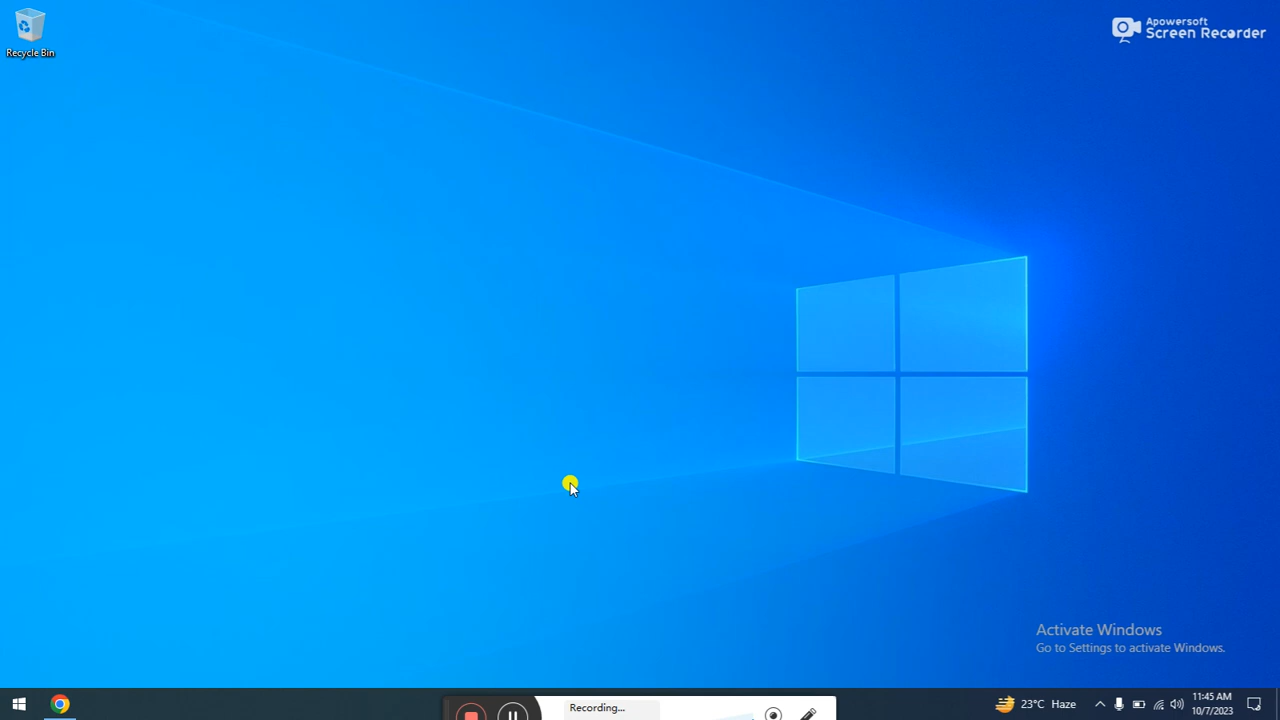 Recycle Bin
Apowersoft
Screen Recorder
Activate Windows
Go to Settings to activate Windows.
Recording...
23°C Haze
11:45 AM
10/7/2023